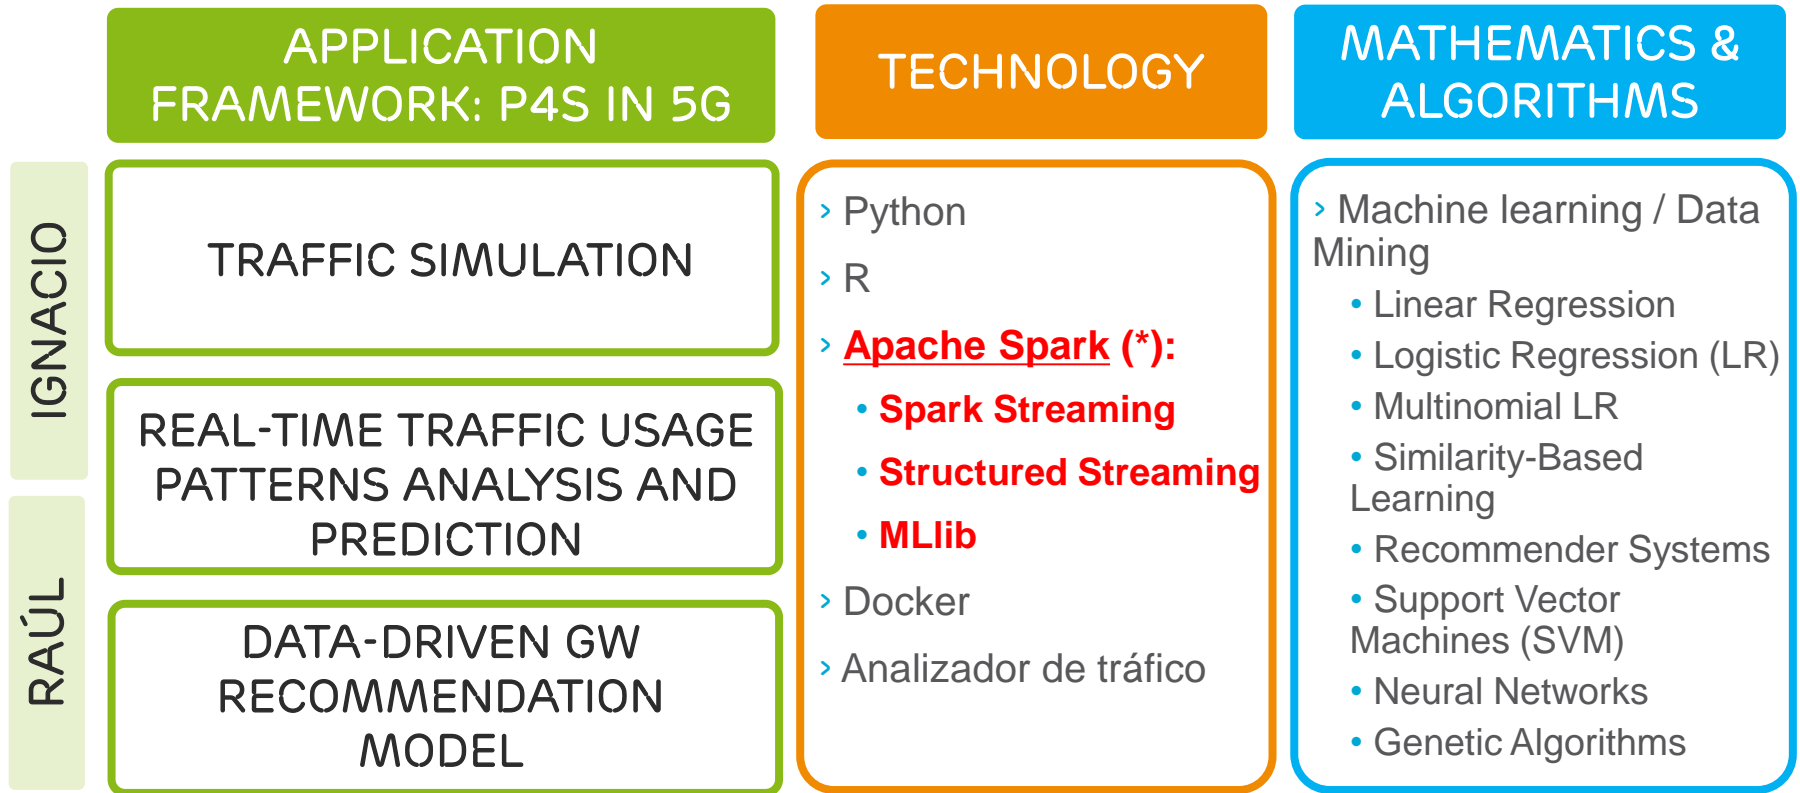 APPLICATION
FRAMEWORK: P4S IN 5G
TECHNOLOGY
MATHEMATICS &
ALGORITHMS
IGNACIO
RAÚL
TRAFFIC SIMULATION
REAL-TIME TRAFFIC USAGE
PATTERNS ANALYSIS AND
PREDICTION
DATA-DRIVEN GW
RECOMMENDATION
MODEL
› Python
› R
› Apache Spark (*):
• Spark Streaming
• Structured Streaming
• MLlib
› Docker
› Analizador de tráfico
› Machine learning / Data
Mining
• Linear Regression
• Logistic Regression (LR)
• Multinomial LR
• Similarity-Based
Learning
• Recommender Systems
• Support Vector
Machines (SVM)
• Neural Networks
• Genetic Algorithms